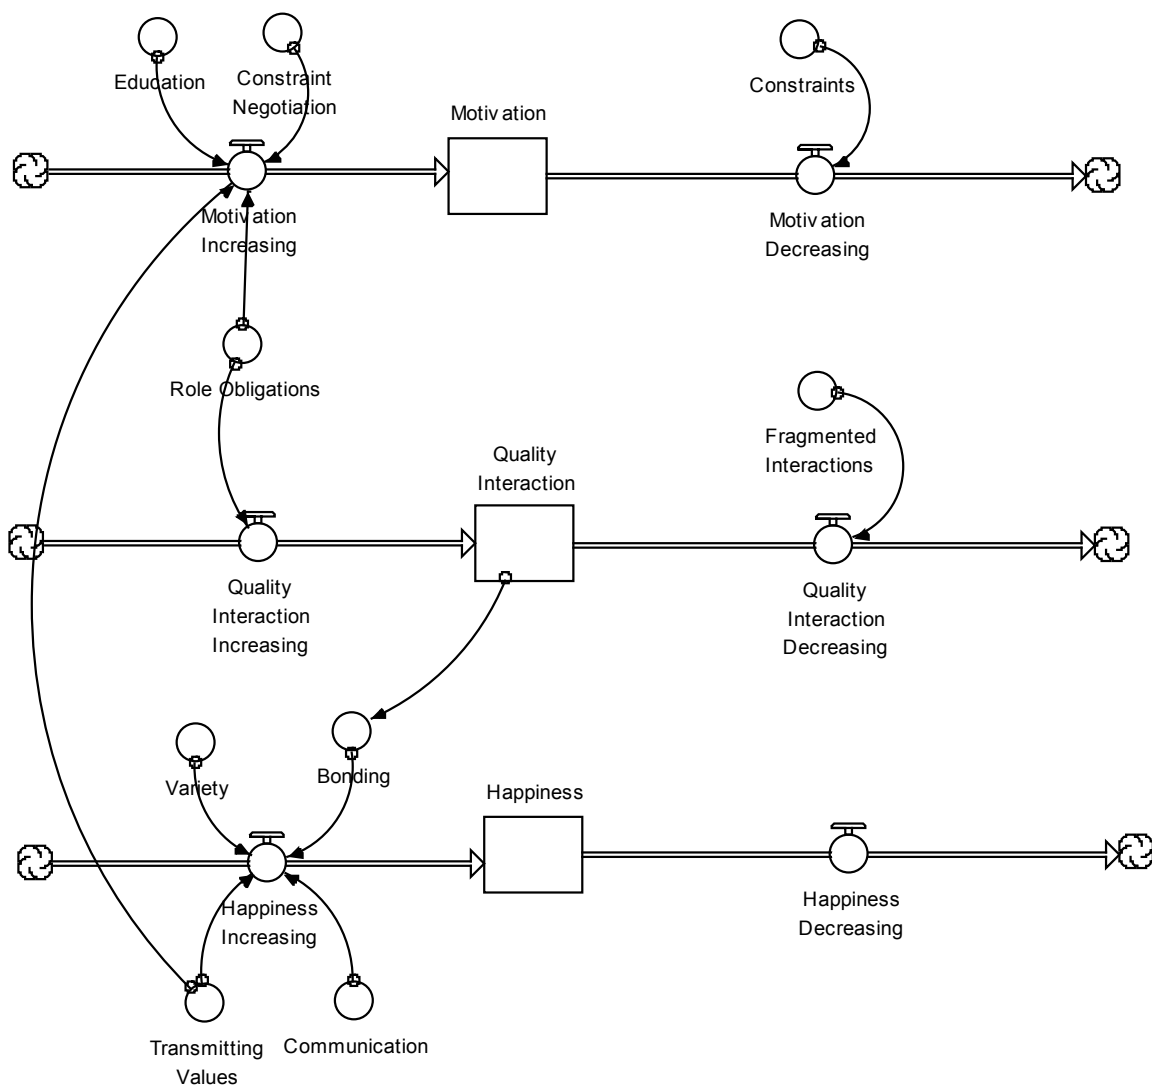 Education
Constraint
Negotiation
Constraints
Motivation
Motivation
Increasing
Motivation
Decreasing
Role Obligations
Fragmented
Interactions
Quality
Interaction
Quality
Interaction
Increasing
Quality
Interaction
Decreasing
Variety
Bonding
Happiness
Happiness
Increasing
Happiness
Decreasing
Transmitting
Values
Communication